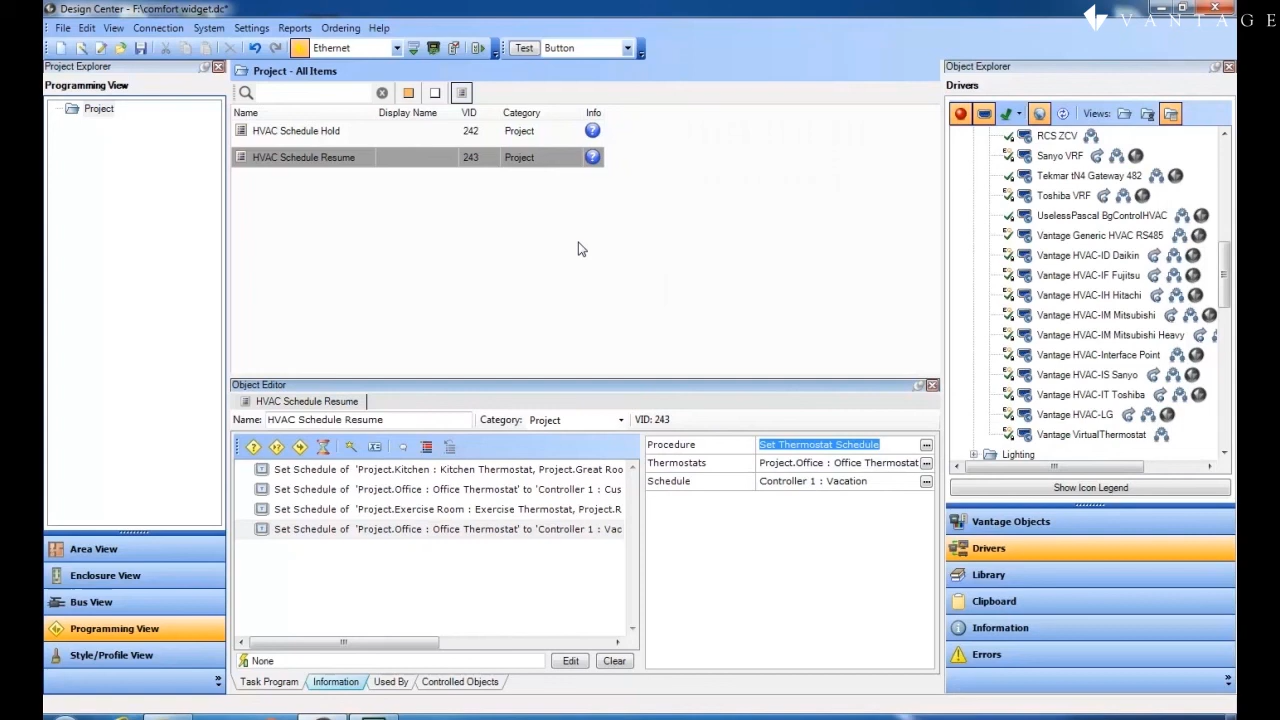 Design Center - F:\comfort widget.dc*
VANTAGE
File Edit View Connection System Settings Reports Ordering Help
Ethernet Test Button
Project Explorer
Programming View
Project
Project - All Items
Name Display Name VID Category Info
HVAC Schedule Hold 242 Project
HVAC Schedule Resume 243 Project
Object Editor
HVAC Schedule Resume
Name: HVAC Schedule Resume Category: Project VID: 243
Set Schedule of 'Project.Kitchen : Kitchen Thermostat, Project.Great Roo
Set Schedule of 'Project.Office : Office Thermostat' to 'Controller 1 : Cus
Set Schedule of 'Project.Exercise Room : Exercise Thermostat, Project.R
Set Schedule of 'Project.Office : Office Thermostat' to 'Controller 1 : Vac
Procedure Set Thermostat Schedule
Thermostats Project.Office : Office Thermostat
Schedule Controller 1 : Vacation
None Edit Clear
Task Program Information Used By Controlled Objects
Area View
Enclosure View
Bus View
Programming View
Style/Profile View
Object Explorer
Drivers
Views:
RCS ZCV
Sanyo VRF
Tekmar tN4 Gateway 482
Toshiba VRF
UselessPascal BgControlHVAC
Vantage Generic HVAC RS485
Vantage HVAC-ID Daikin
Vantage HVAC-IF Fujitsu
Vantage HVAC-IH Hitachi
Vantage HVAC-IM Mitsubishi
Vantage HVAC-IM Mitsubishi Heavy
Vantage HVAC-Interface Point
Vantage HVAC-IS Sanyo
Vantage HVAC-IT Toshiba
Vantage HVAC-LG
Vantage VirtualThermostat
Lighting
Show Icon Legend
Vantage Objects
Drivers
Library
Clipboard
Information
Errors